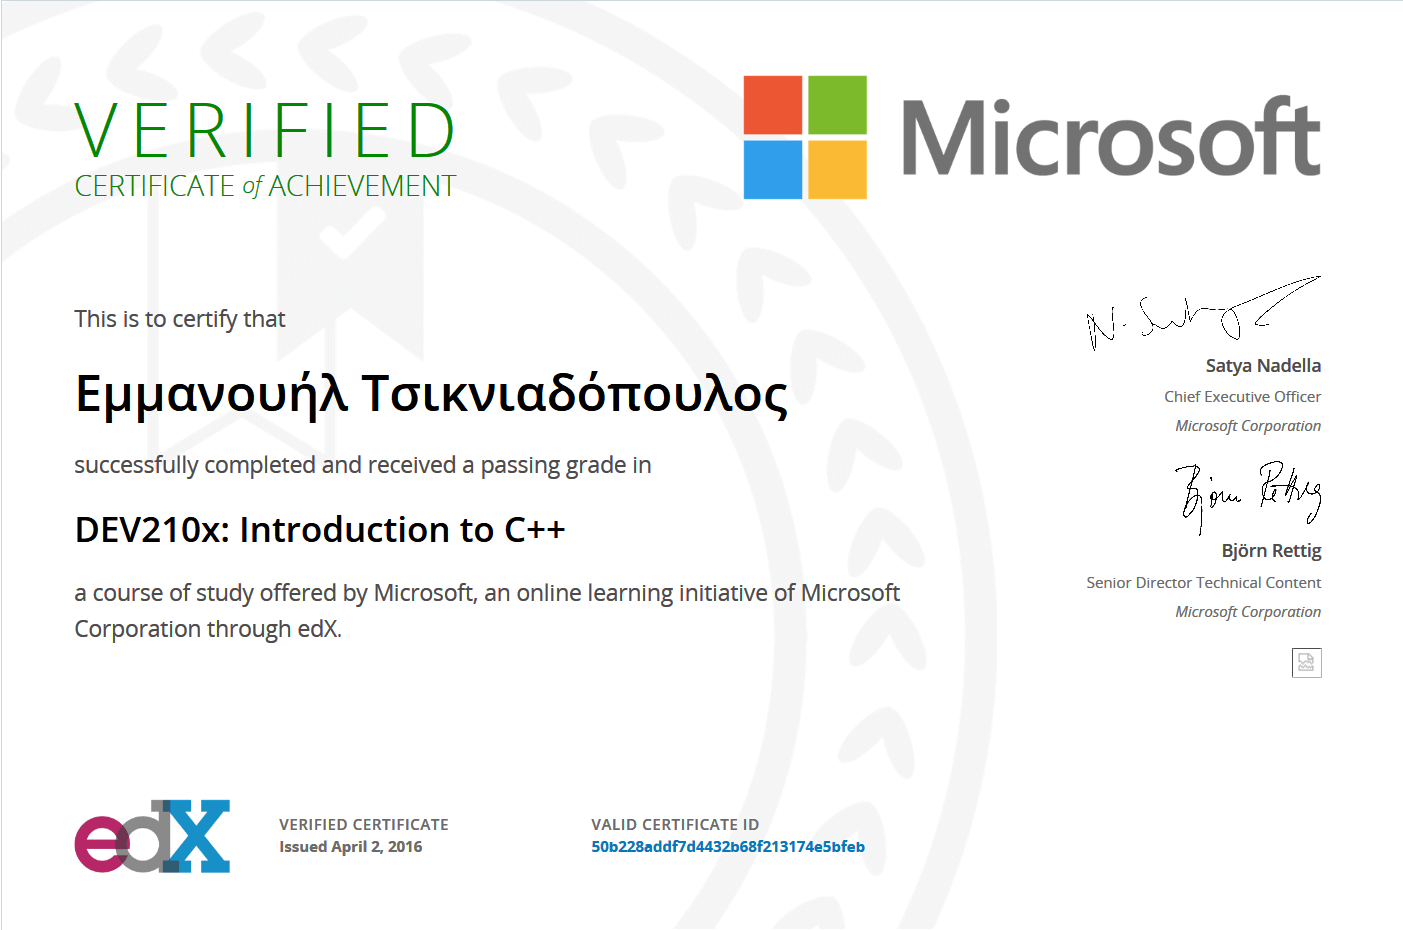 VERIFIED
CERTIFICATE of ACHIEVEMENT
Microsoft
This is to certify that
Εμμανουήλ Τσικνιαδόπουλος
successfully completed and received a passing grade in
DEV210x: Introduction to C++
a course of study offered by Microsoft, an online learning initiative of Microsoft
Corporation through edX.
N. Satya
Satya Nadella
Chief Executive Officer
Microsoft Corporation
Björn Rettig
Björn Rettig
Senior Director Technical Content
Microsoft Corporation
edX
VERIFIED CERTIFICATE
Issued April 2, 2016
VALID CERTIFICATE ID
50b228addf7d4432b68f213174e5bfeb